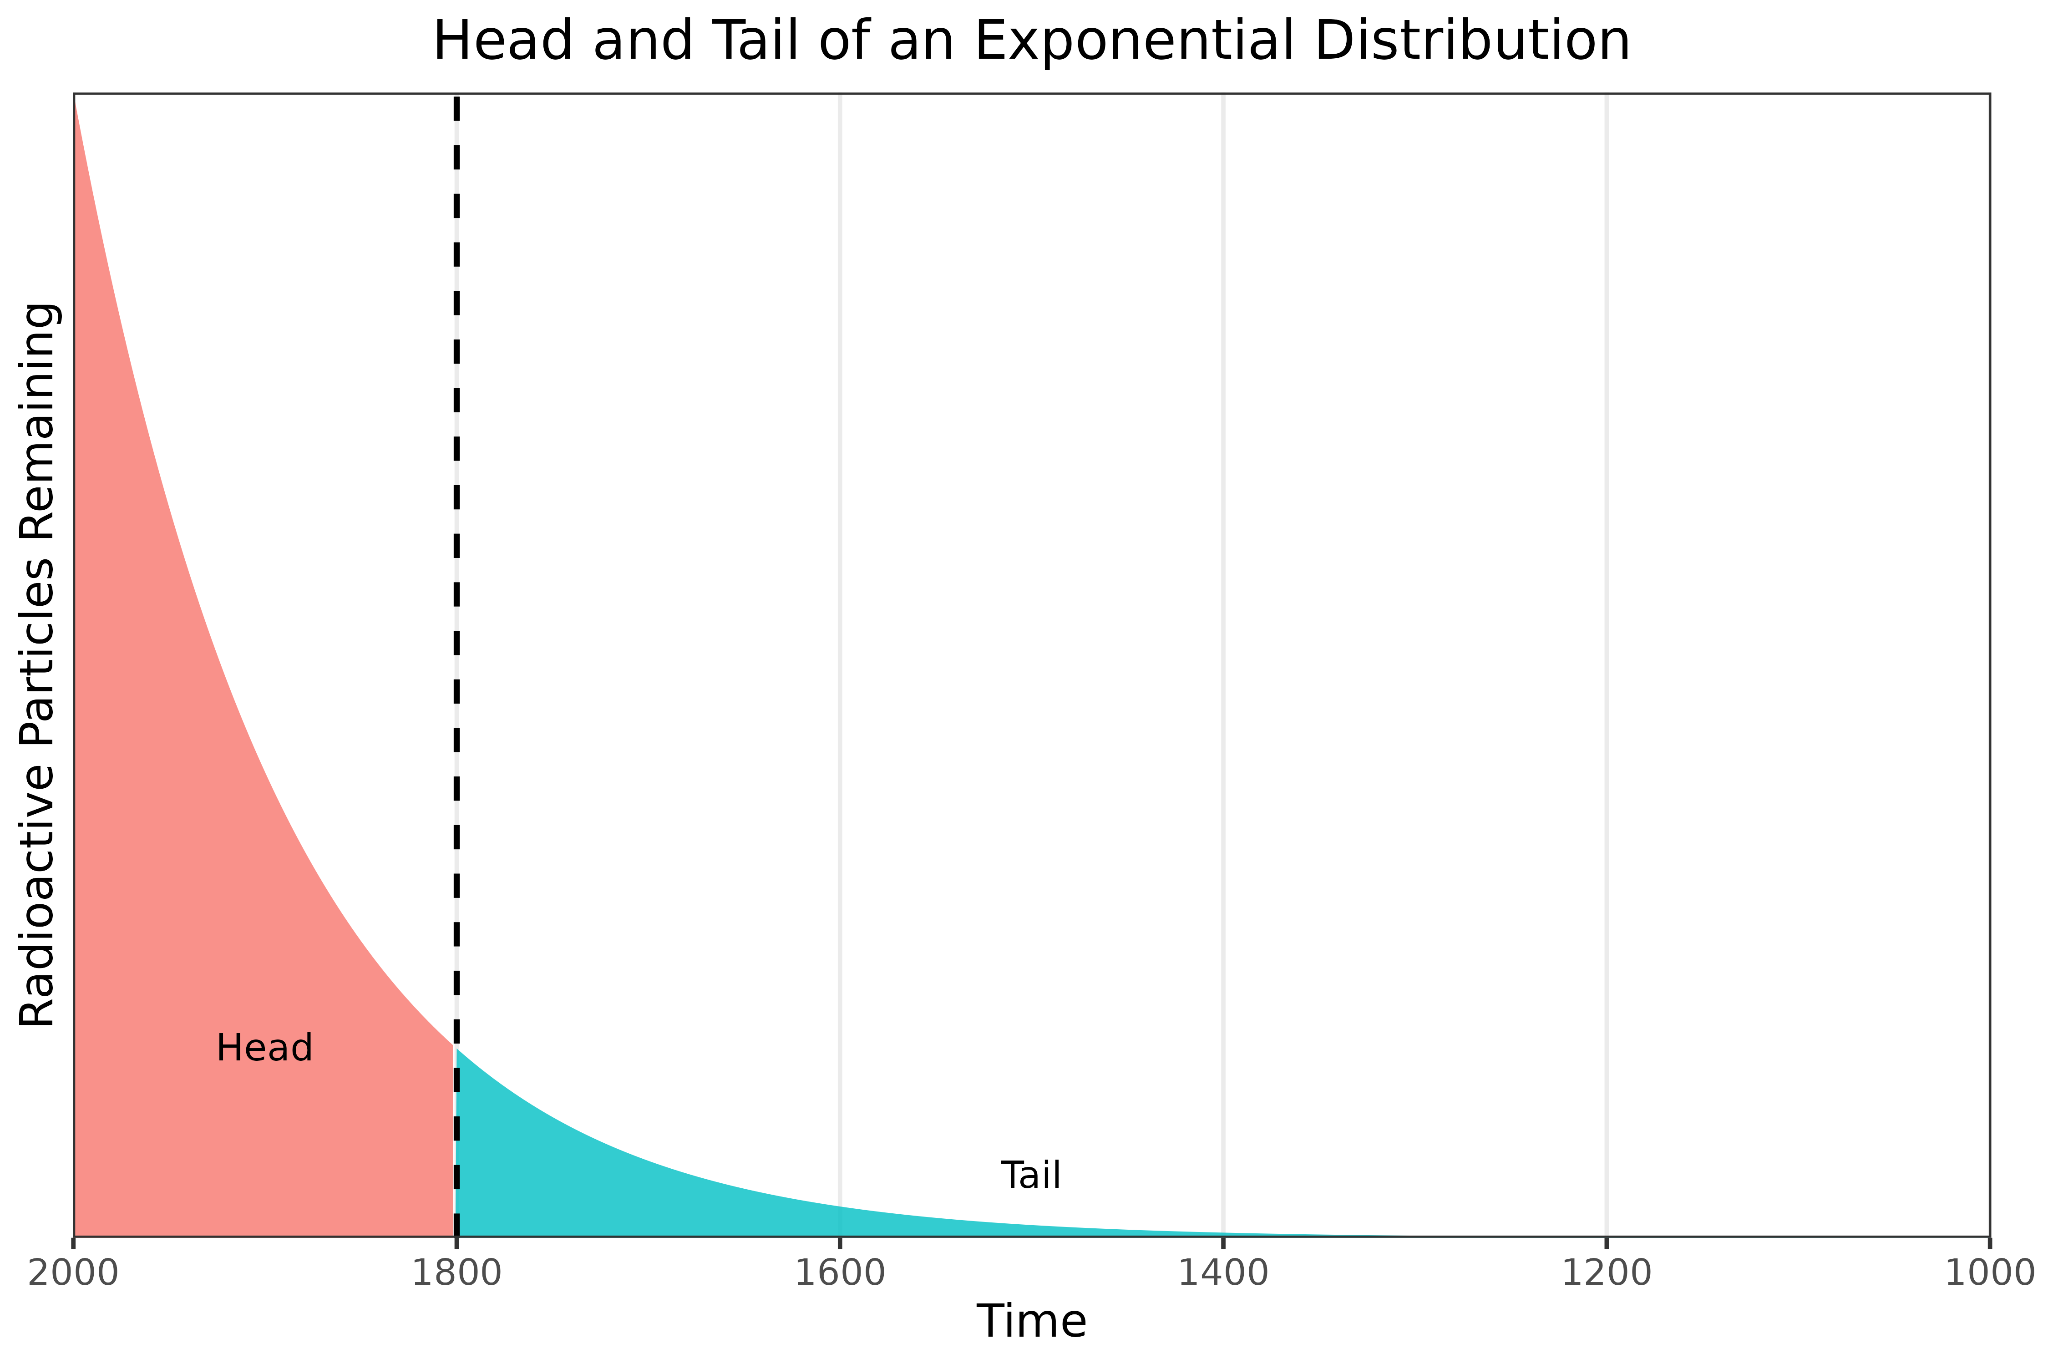 Head and Tail of an Exponential Distribution
Radioactive Particles Remaining
Head
Tail
2000 1800 1600 1400 1200 1000
Time